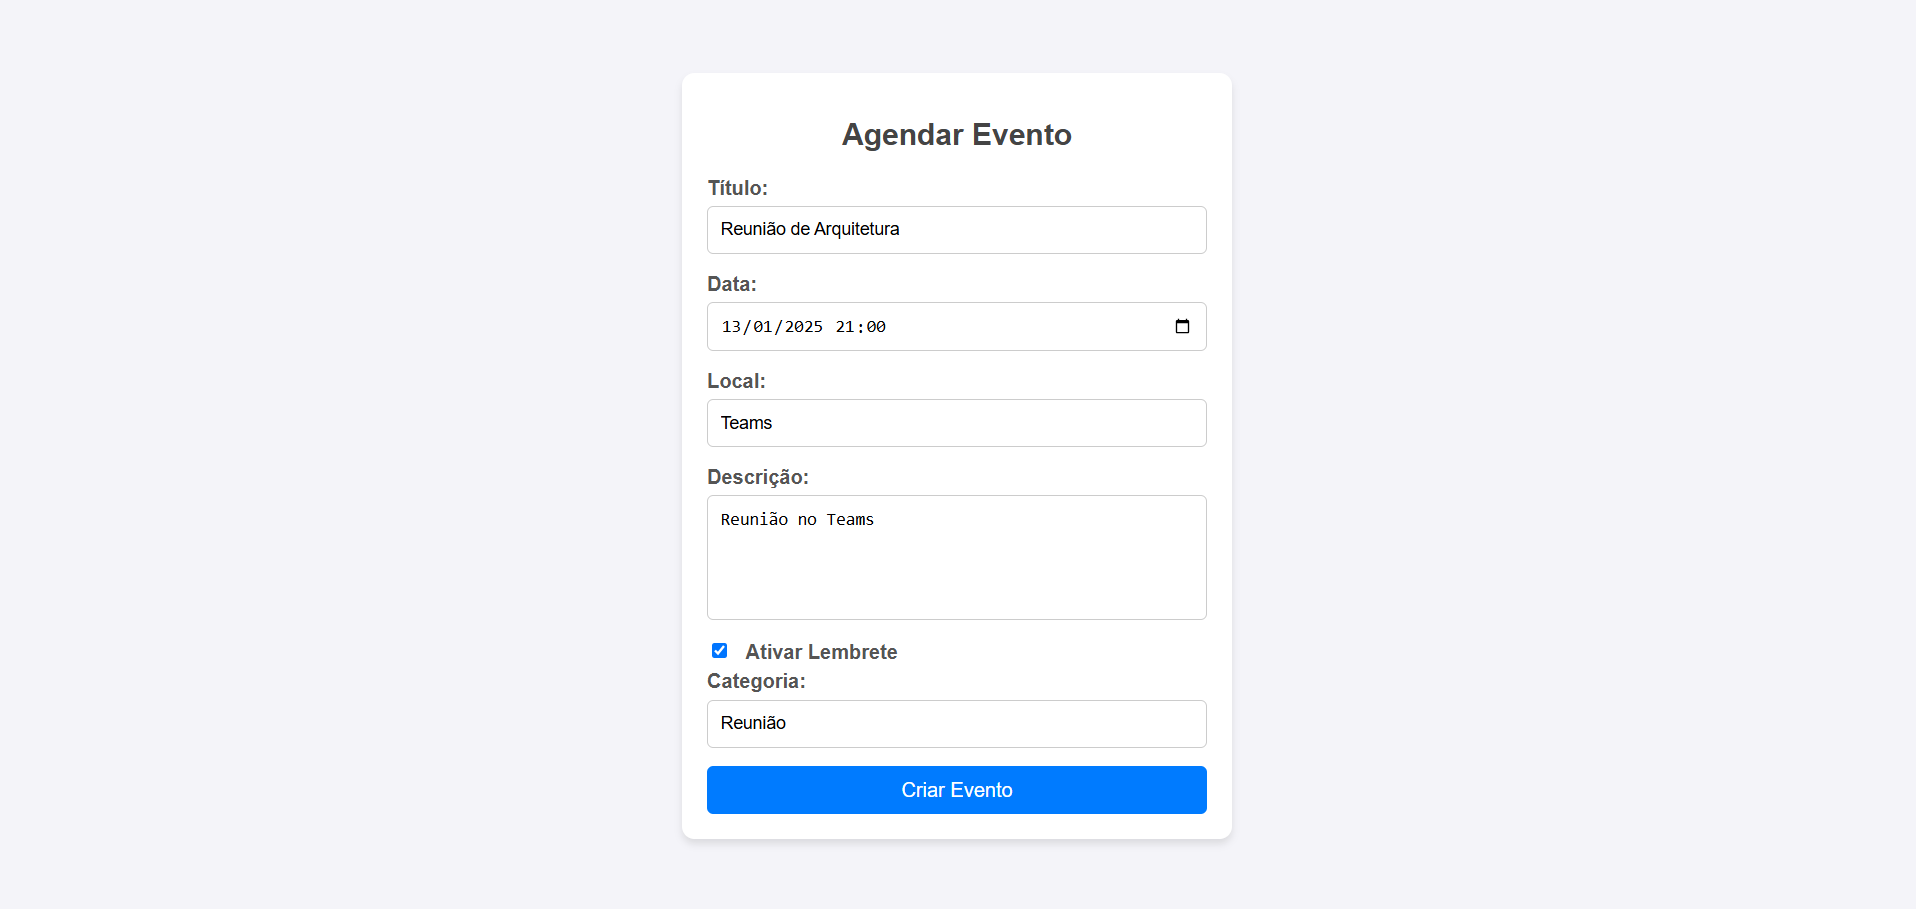 Agendar Evento
Título:
Reunião de Arquitetura
Data:
13/01/2025 21:00
Local:
Teams
Descrição:
Reunião no Teams
Ativar Lembrete
Categoria:
Reunião
Criar Evento